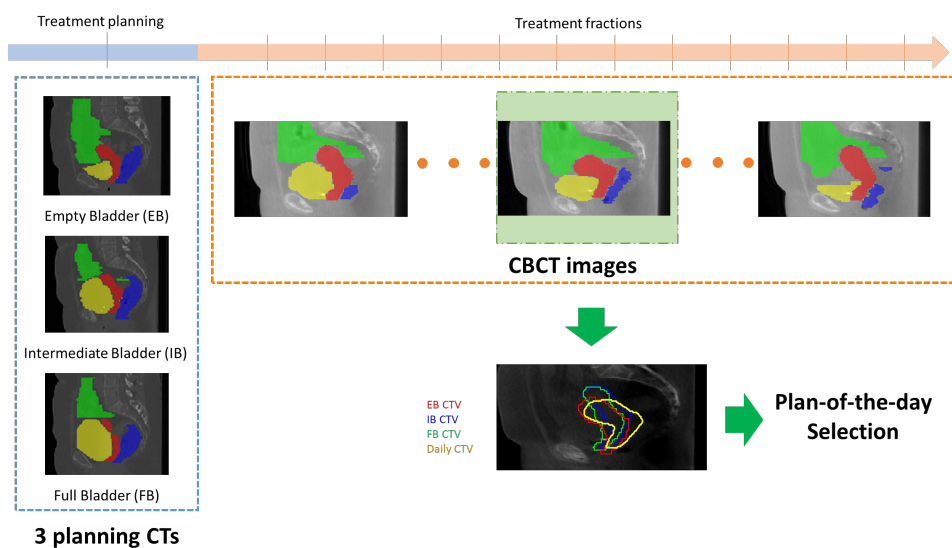 Treatment planning
Treatment fractions
Empty Bladder (EB)
Intermediate Bladder (IB)
Full Bladder (FB)
3 planning CTs
CBCT images
EB CTV
IB CTV
FB CTV
Daily CTV
Plan-of-the-day
Selection